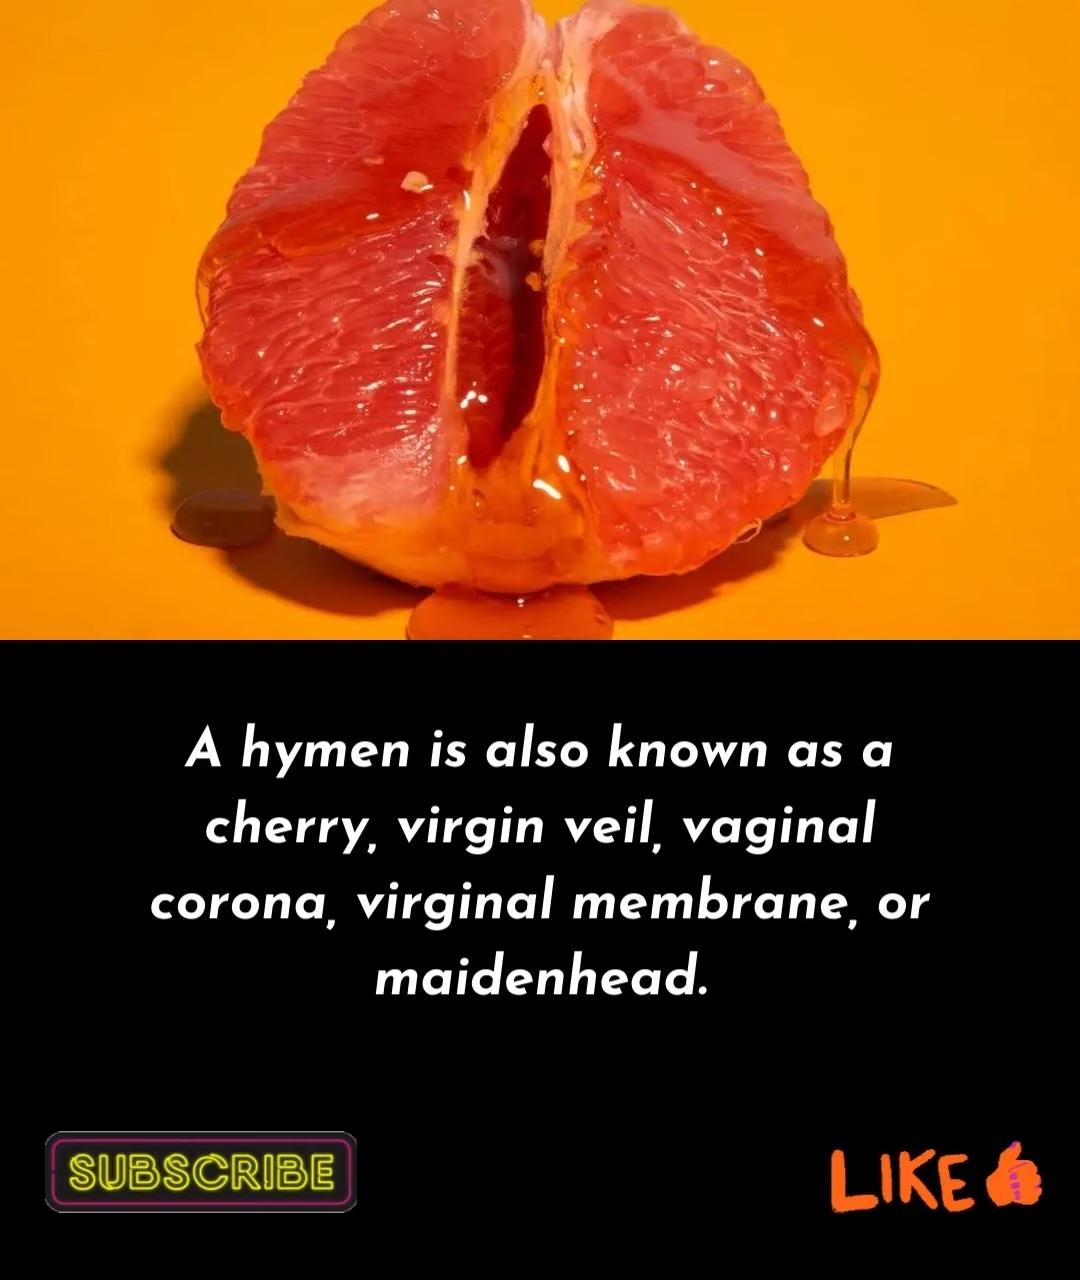 A hymen is also known as a
cherry, virgin veil, vaginal
corona, virginal membrane, or
maidenhead.
SUBSCRIBE
LIKE